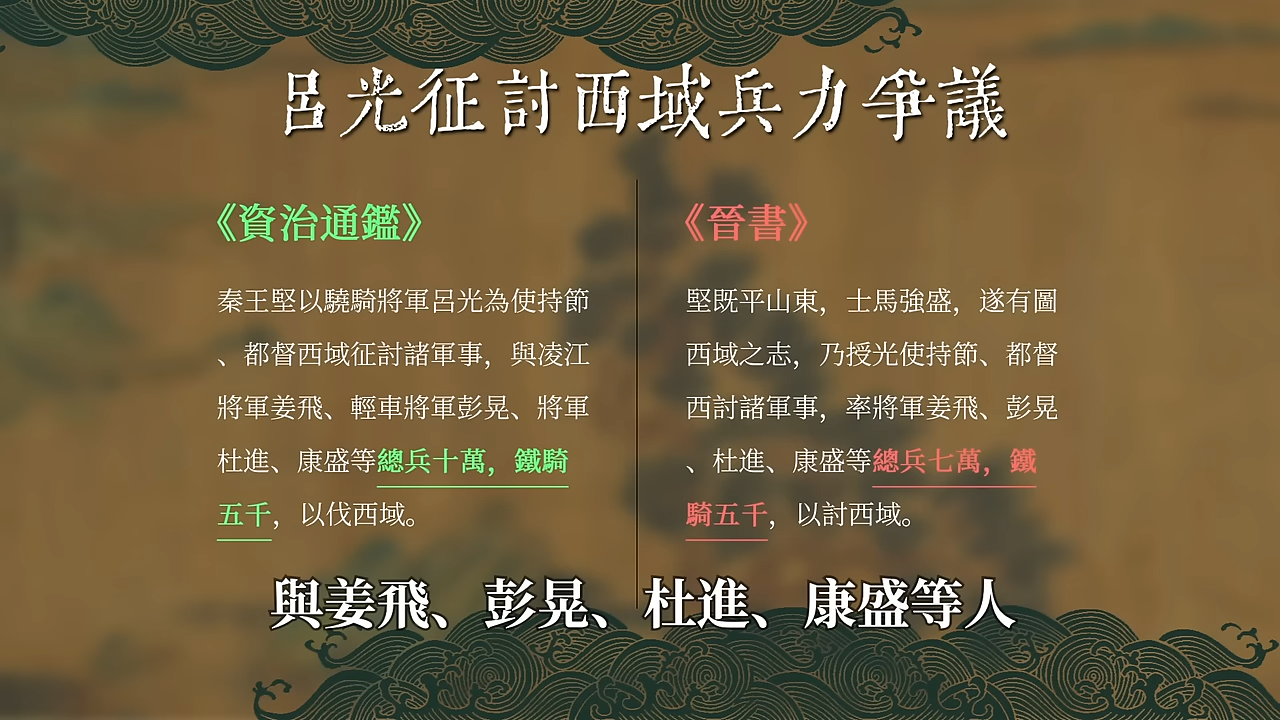 呂光征討西域兵力爭議
《資治通鑑》
秦王堅以驍騎將軍呂光為使持節
、都督西域征討諸軍事，與凌江
將軍姜飛、輕車將軍彭晃、將軍
杜進、康盛等總兵十萬，鐵騎
五千，以伐西域。
《晉書》
堅既平山東，士馬強盛，遂有圖
西域之志，乃授光使持節、都督
西討諸軍事，率將軍姜飛、彭晃
、杜進、康盛等總兵七萬，鐵
騎五千，以討西域。
與姜飛、彭晃、杜進、康盛等人